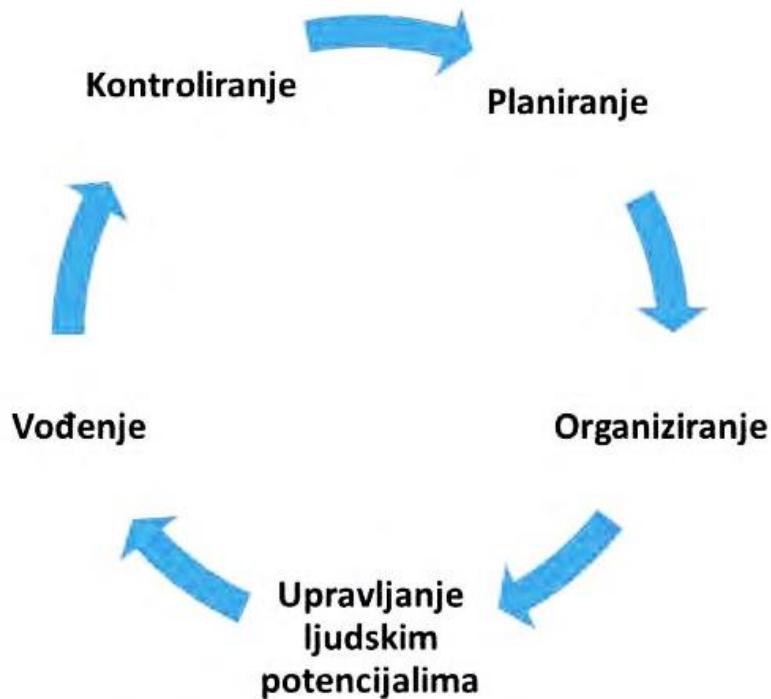 Kontroliranje
Planiranje
Vođenje
Organiziranje
Upravljanje
ljudskim
potencijalima